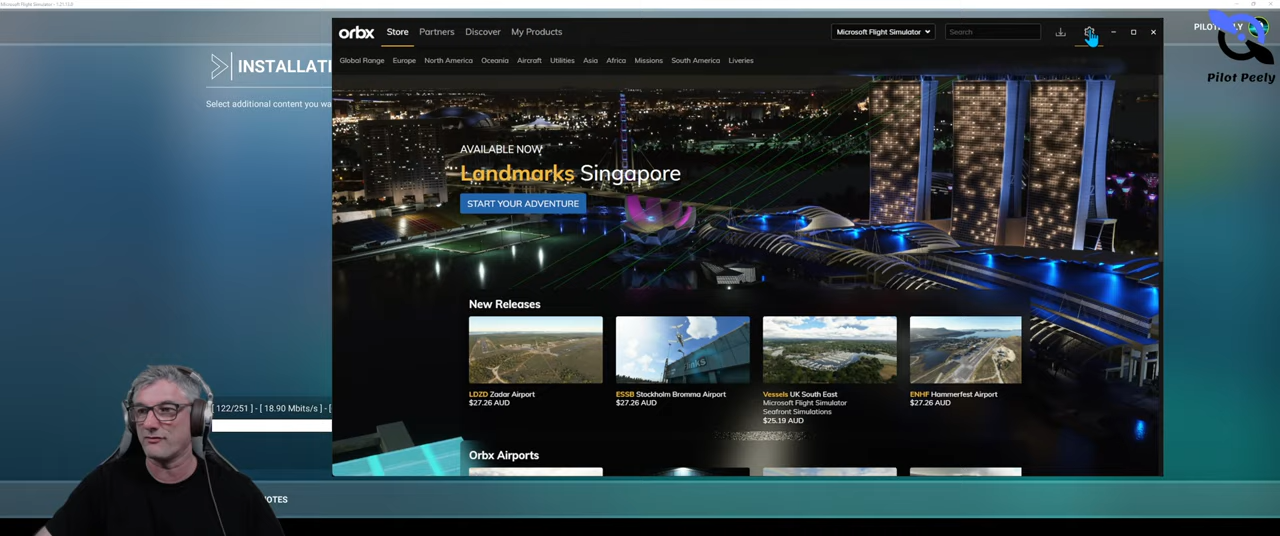 Microsoft Flight Simulator - 1.21.13.0
orbx
Store Partners Discover My Products
Microsoft Flight Simulator
Search
Pilot Peely
INSTALLATI
Select additional content you wa
Global Range Europe North America Oceania Aircraft Utilities Asia Africa Missions South America Liveries
AVAILABLE NOW
Landmarks Singapore
START YOUR ADVENTURE
New Releases
LDZD Zadar Airport
$27.26 AUD
ESSB Stockholm Bromma Airport
$27.26 AUD
Vessels UK South East
Microsoft Flight Simulator
Seafront Simulations
$25.19 AUD
ENHF Hammerfest Airport
$27.26 AUD
[ 122/251 ] - [ 18.90 Mbits/s ] - [
Orbx Airports
OTES